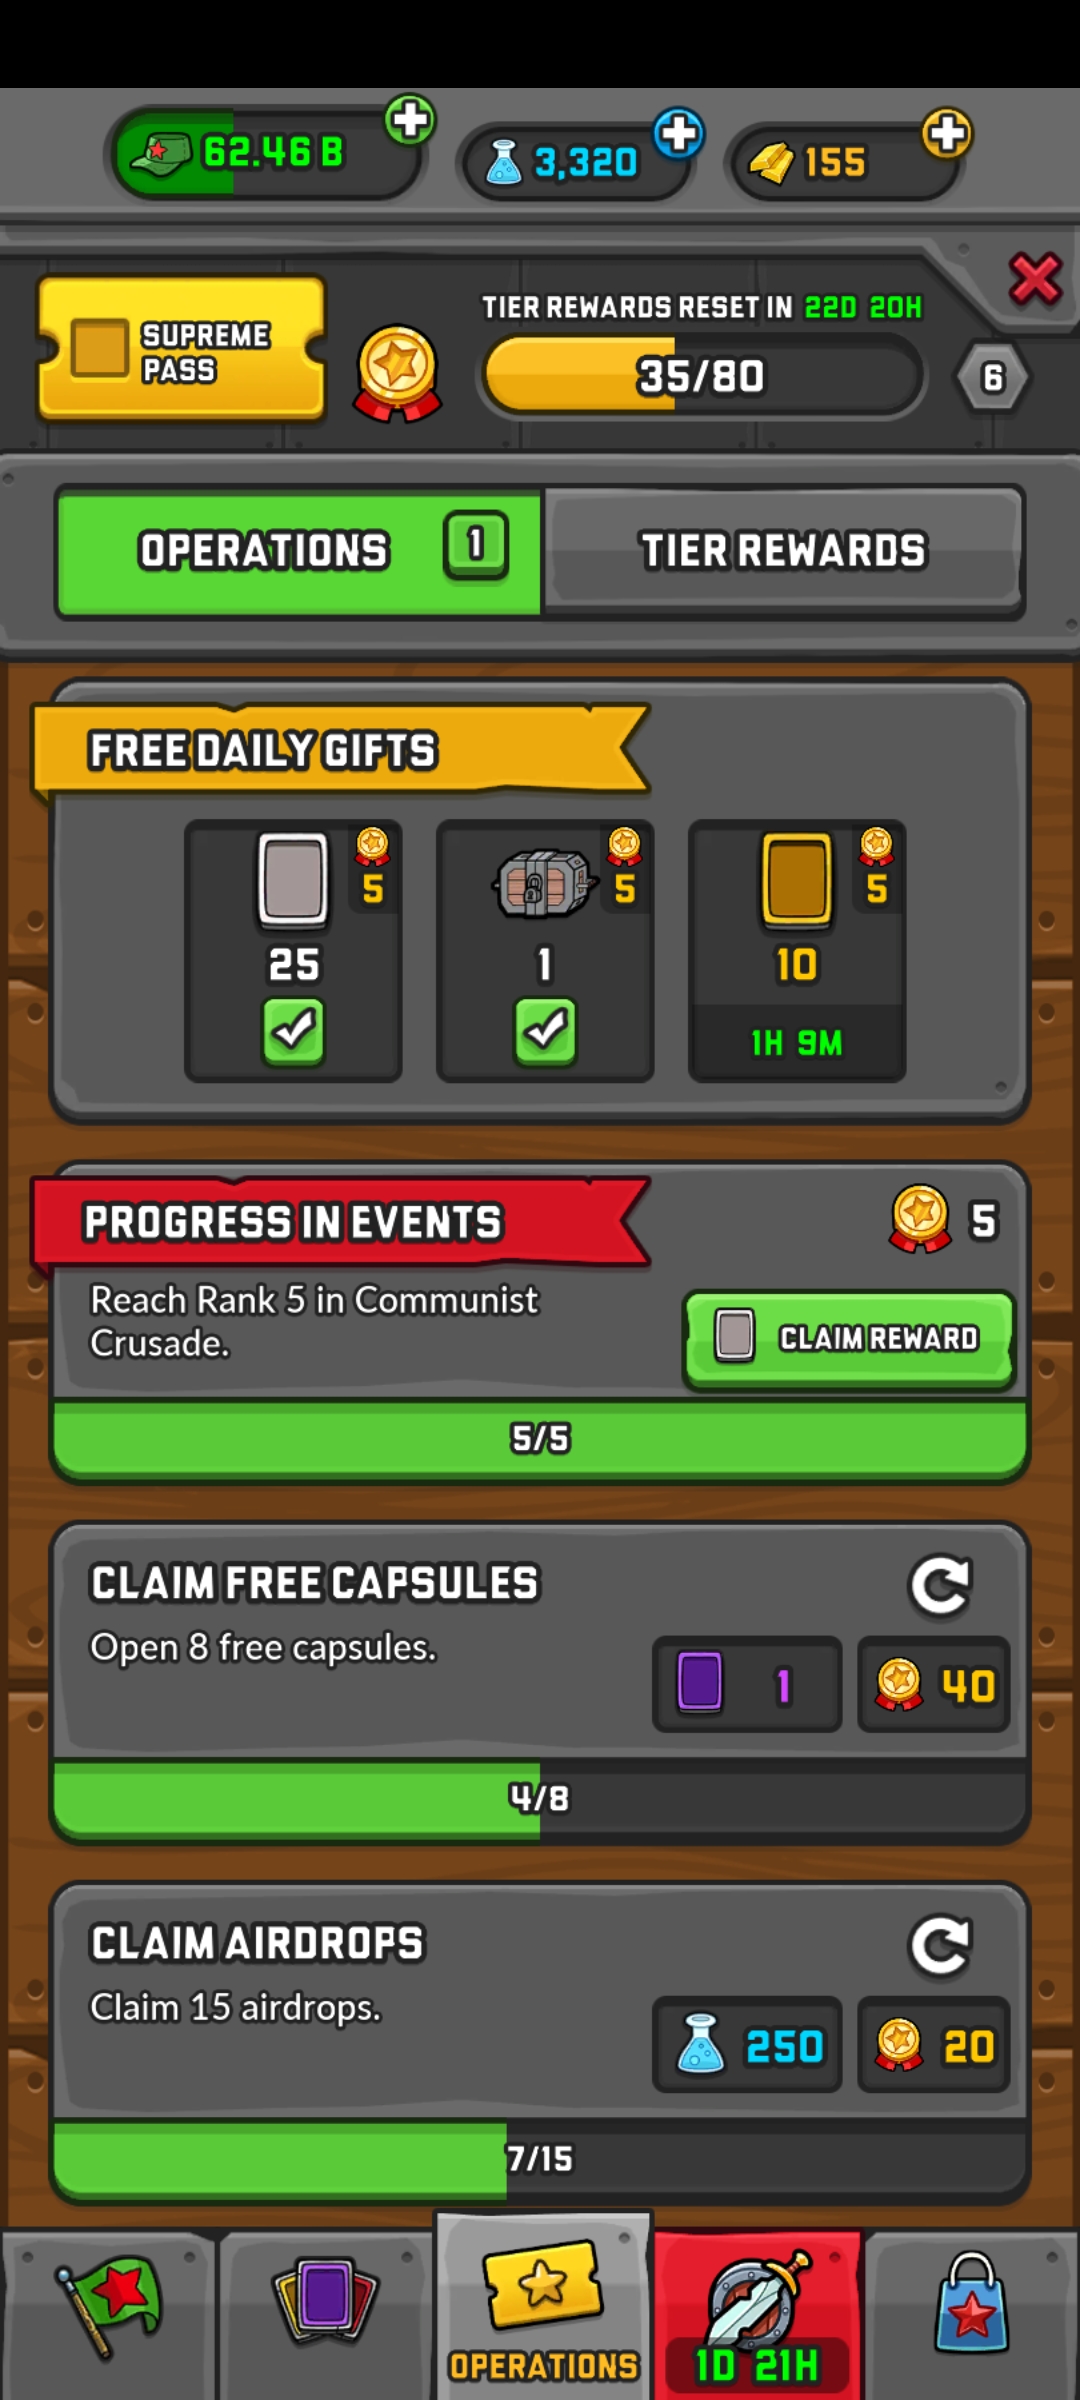 62.46 B
3,320
155
SUPREME
PASS
TIER REWARDS RESET IN 22D 20H
35/80
6
OPERATIONS
1
TIER REWARDS
FREE DAILY GIFTS
5
5
5
25
1
10
1H 9M
PROGRESS IN EVENTS
5
Reach Rank 5 in Communist
Crusade.
CLAIM REWARD
5/5
CLAIM FREE CAPSULES
Open 8 free capsules.
1
40
4/8
CLAIM AIRDROPS
Claim 15 airdrops.
250
20
7/15
OPERATIONS
1D 21H